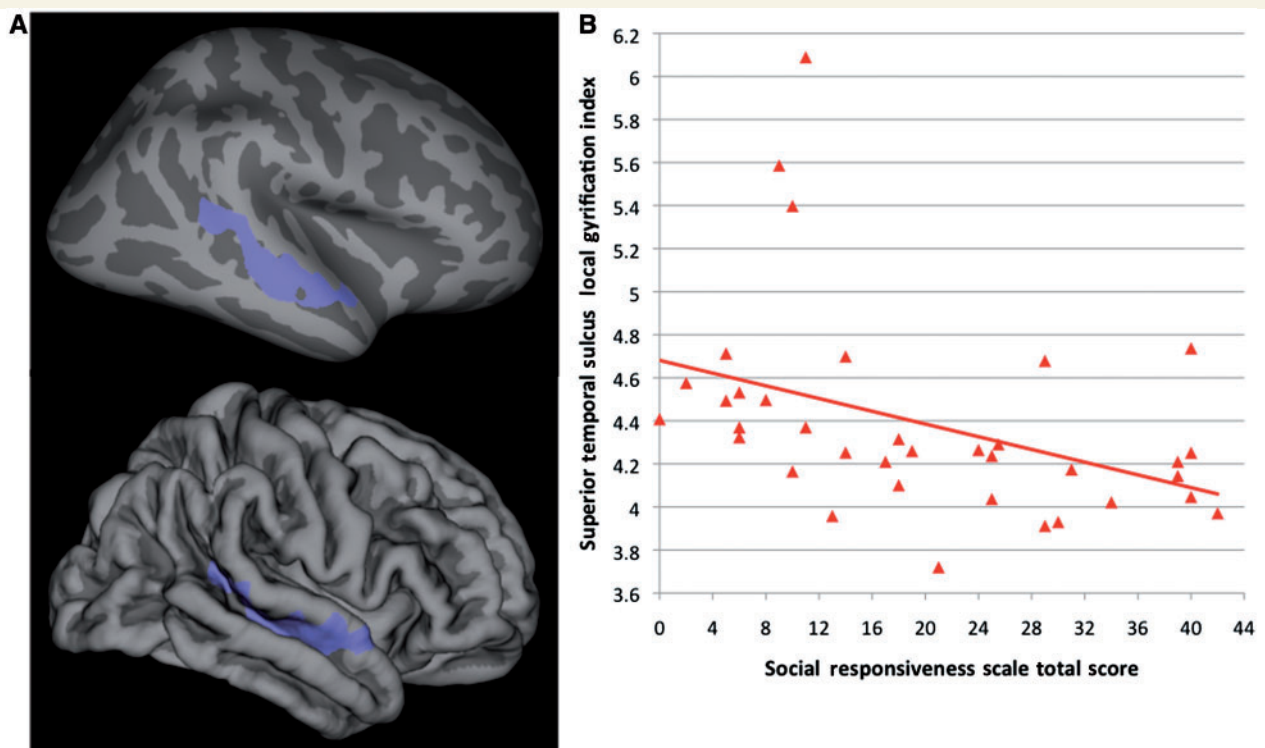 A
B
Superior temporal sulcus local gyrification index
6.2
6
5.8
5.6
5.4
5.2
5
4.8
4.6
4.4
4.2
4
3.8
3.6
0 4 8 12 16 20 24 28 32 36 40 44
Social responsiveness scale total score